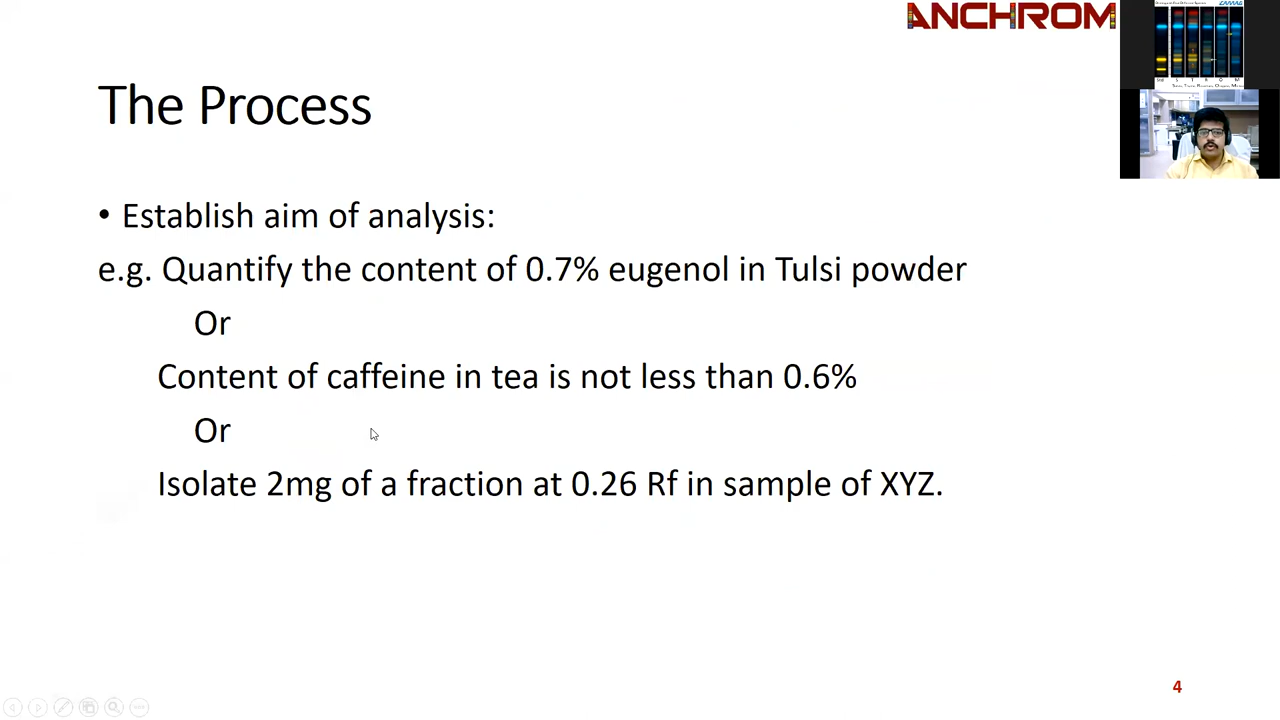 ANCHROM
CAMAG
The Process
• Establish aim of analysis:
e.g. Quantify the content of 0.7% eugenol in Tulsi powder
Or
Content of caffeine in tea is not less than 0.6%
Or
Isolate 2mg of a fraction at 0.26 Rf in sample of XYZ.
4